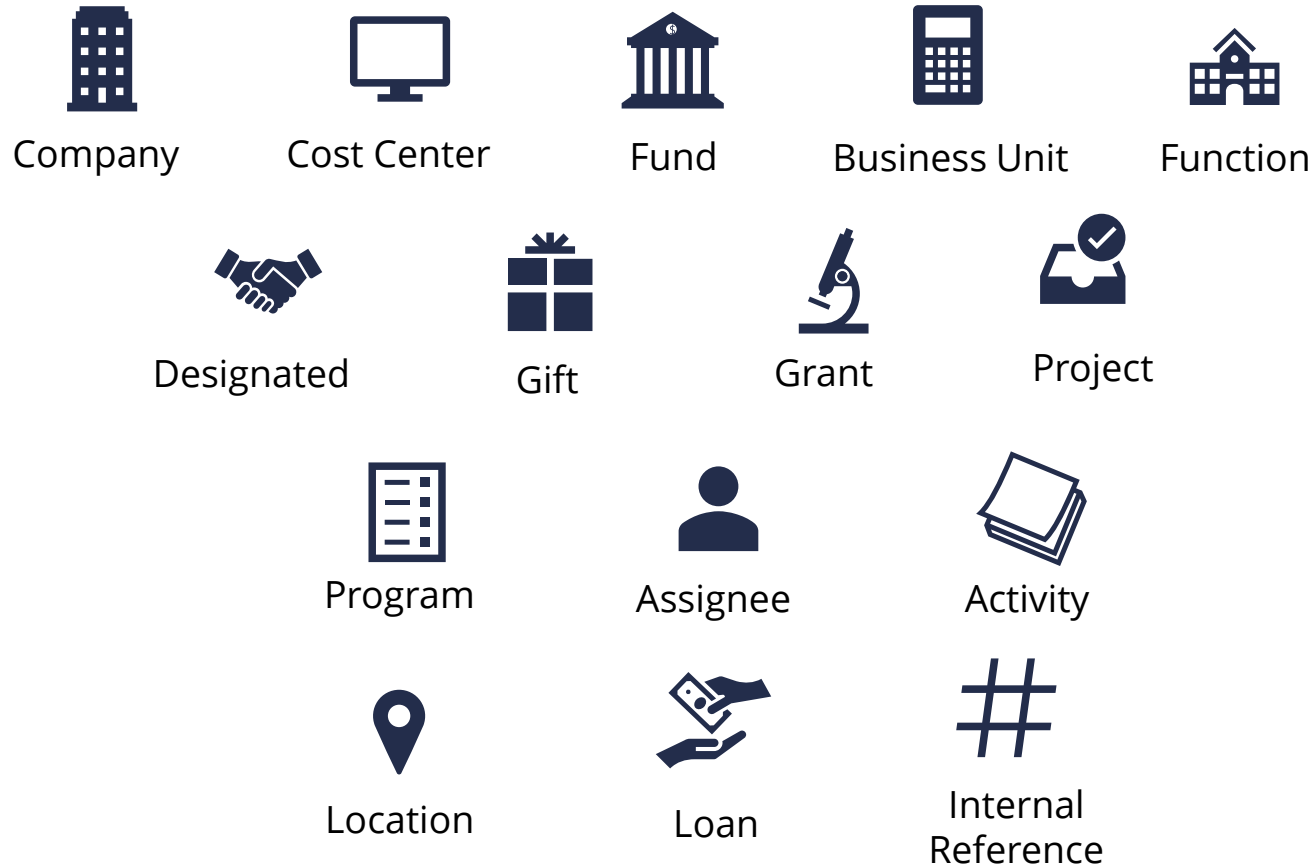 Company
Cost Center
Fund
Business Unit
Function
Designated
Gift
Grant
Project
Program
Assignee
Activity
Location
Loan
Internal
Reference